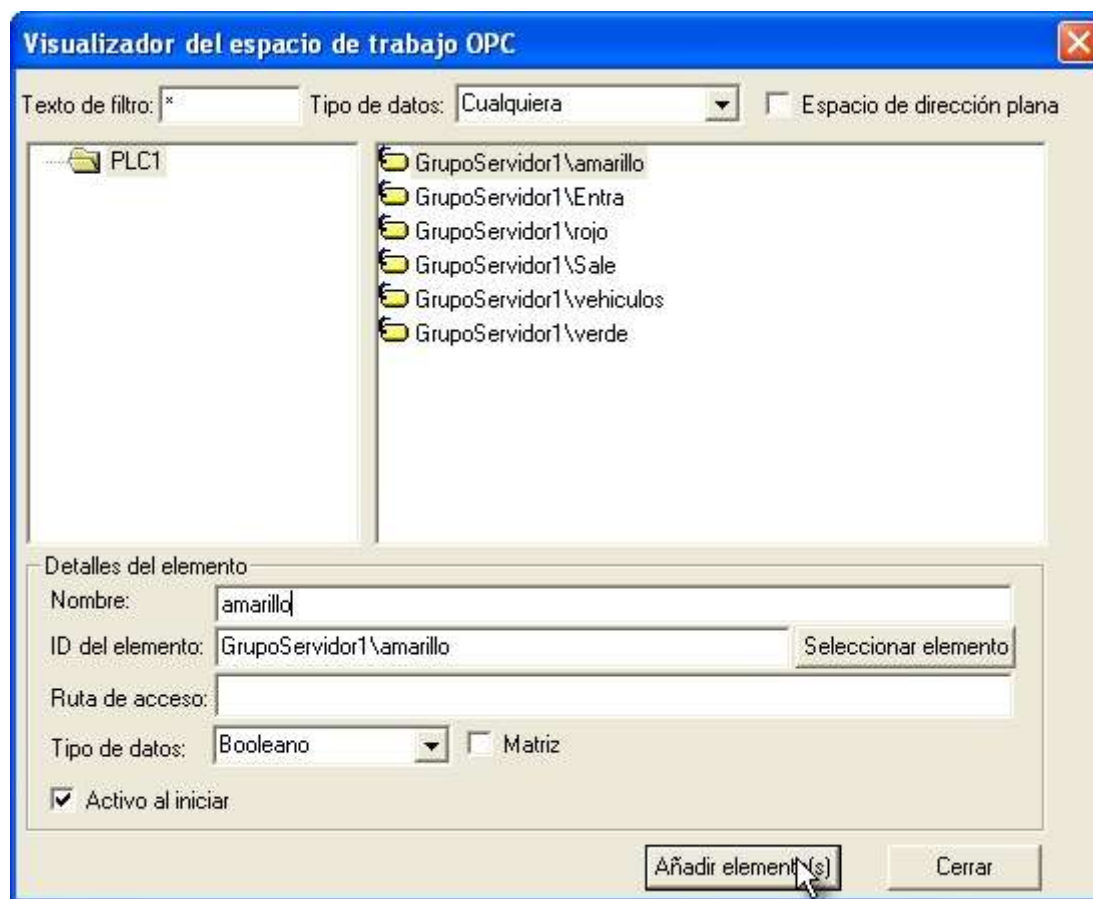 Visualizador del espacio de trabajo OPC
Texto de filtro: * Tipo de datos: Cualquiera Espacio de dirección plana
PLC1
GrupoServidor1\amarillo
GrupoServidor1\Entra
GrupoServidor1\rojo
GrupoServidor1\Sale
GrupoServidor1\vehiculos
GrupoServidor1\verde
Detalles del elemento
Nombre: amarillo
ID del elemento: GrupoServidor1\amarillo Seleccionar elemento
Ruta de acceso:
Tipo de datos: Booleano Matriz
Activo al iniciar
Añadir elemento(s) Cerrar